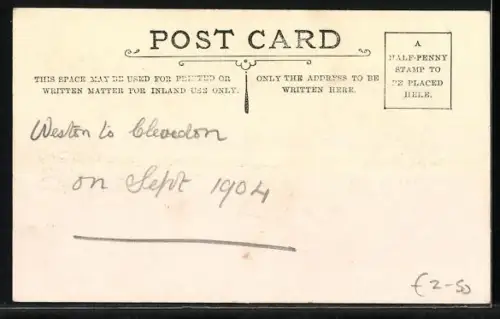 POST CARD
THIS SPACE MAY BE USED FOR PRINTED OR
WRITTEN MATTER FOR INLAND USE ONLY.
ONLY THE ADDRESS TO BE
WRITTEN HERE.
A
HALF-PENNY
STAMP TO
BE PLACED
HERE.
Weston to Clevedon
on Sept 1904
£2-50